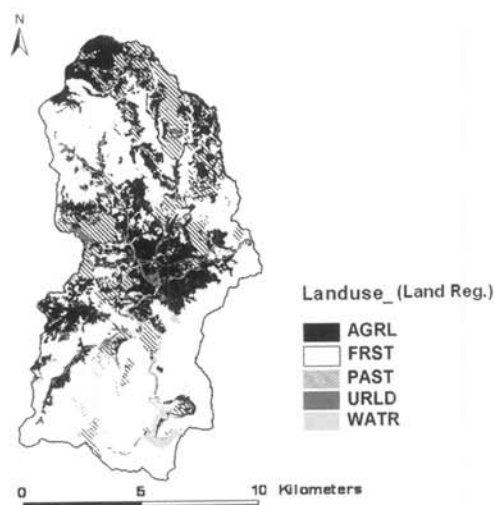 N
Landuse_ (Land Reg.)
AGRL
FRST
PAST
URLD
WATR
0 5 10 Kilometers